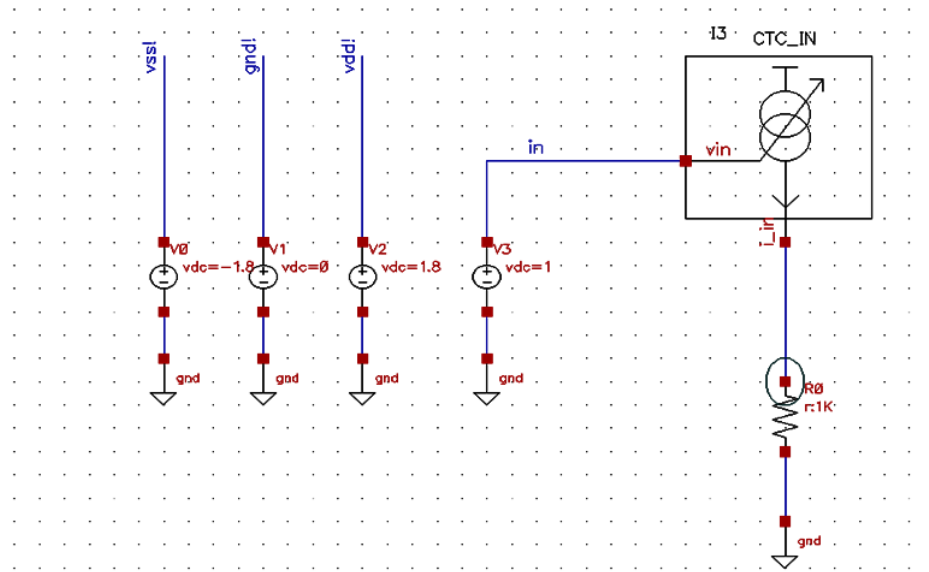 I3
CTC_IN
vss!
gnd!
vdd!
in
vin
i_in
V0
vdc=-1.8
V1
vdc=0
V2
vdc=1.8
V3
vdc=1
gnd
gnd
gnd
gnd
R0
r:1K
gnd